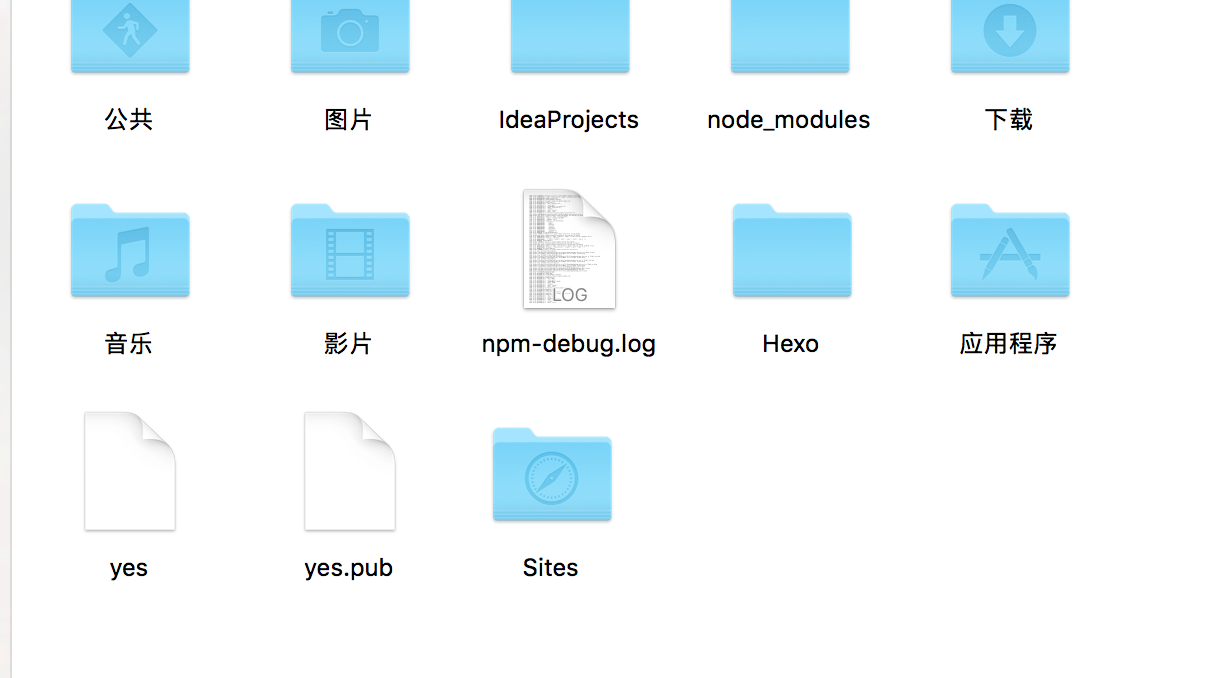 公共
图片
IdeaProjects
node_modules
下载
音乐
影片
LOG
npm-debug.log
Hexo
应用程序
yes
yes.pub
Sites